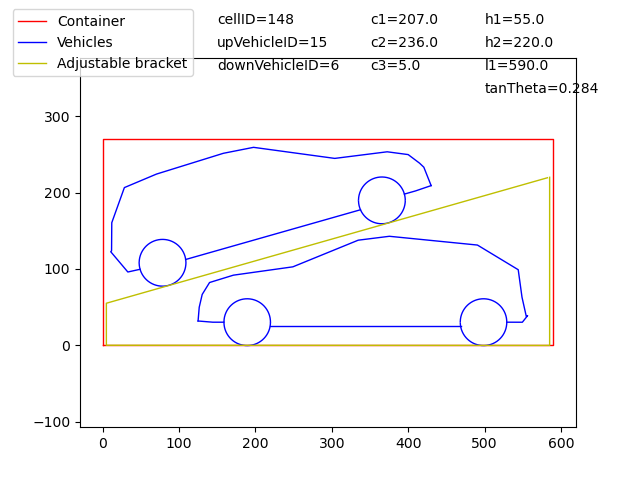 Container
Vehicles
Adjustable bracket
cellID=148 c1=207.0 h1=55.0
upVehicleID=15 c2=236.0 h2=220.0
downVehicleID=6 c3=5.0 l1=590.0
tanTheta=0.284
300
200
100
0
−100
0 100 200 300 400 500 600